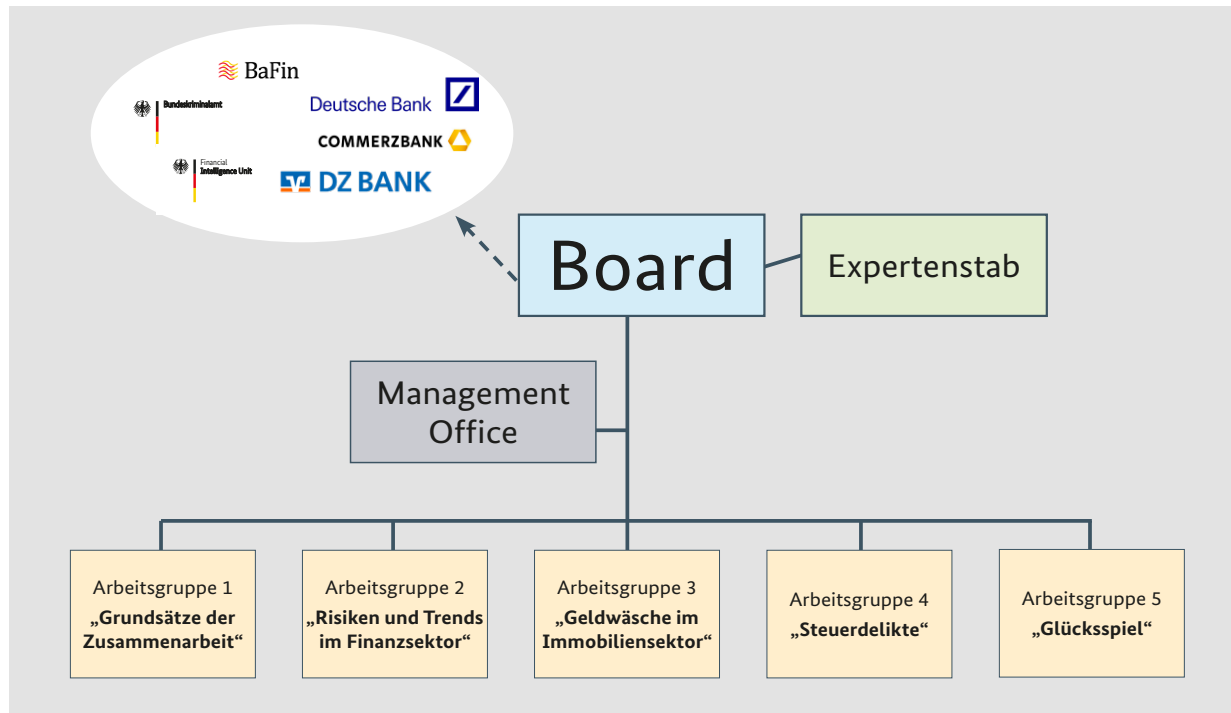 BaFin
Bundeskriminalamt
Deutsche Bank
COMMERZBANK
Financial
Intelligence Unit
DZ BANK
Board
Expertenstab
Management
Office
Arbeitsgruppe 1
„Grundsätze der
Zusammenarbeit“
Arbeitsgruppe 2
„Risiken und Trends
im Finanzsektor“
Arbeitsgruppe 3
„Geldwäsche im
Immobiliensektor“
Arbeitsgruppe 4
„Steuerdelikte“
Arbeitsgruppe 5
„Glücksspiel“